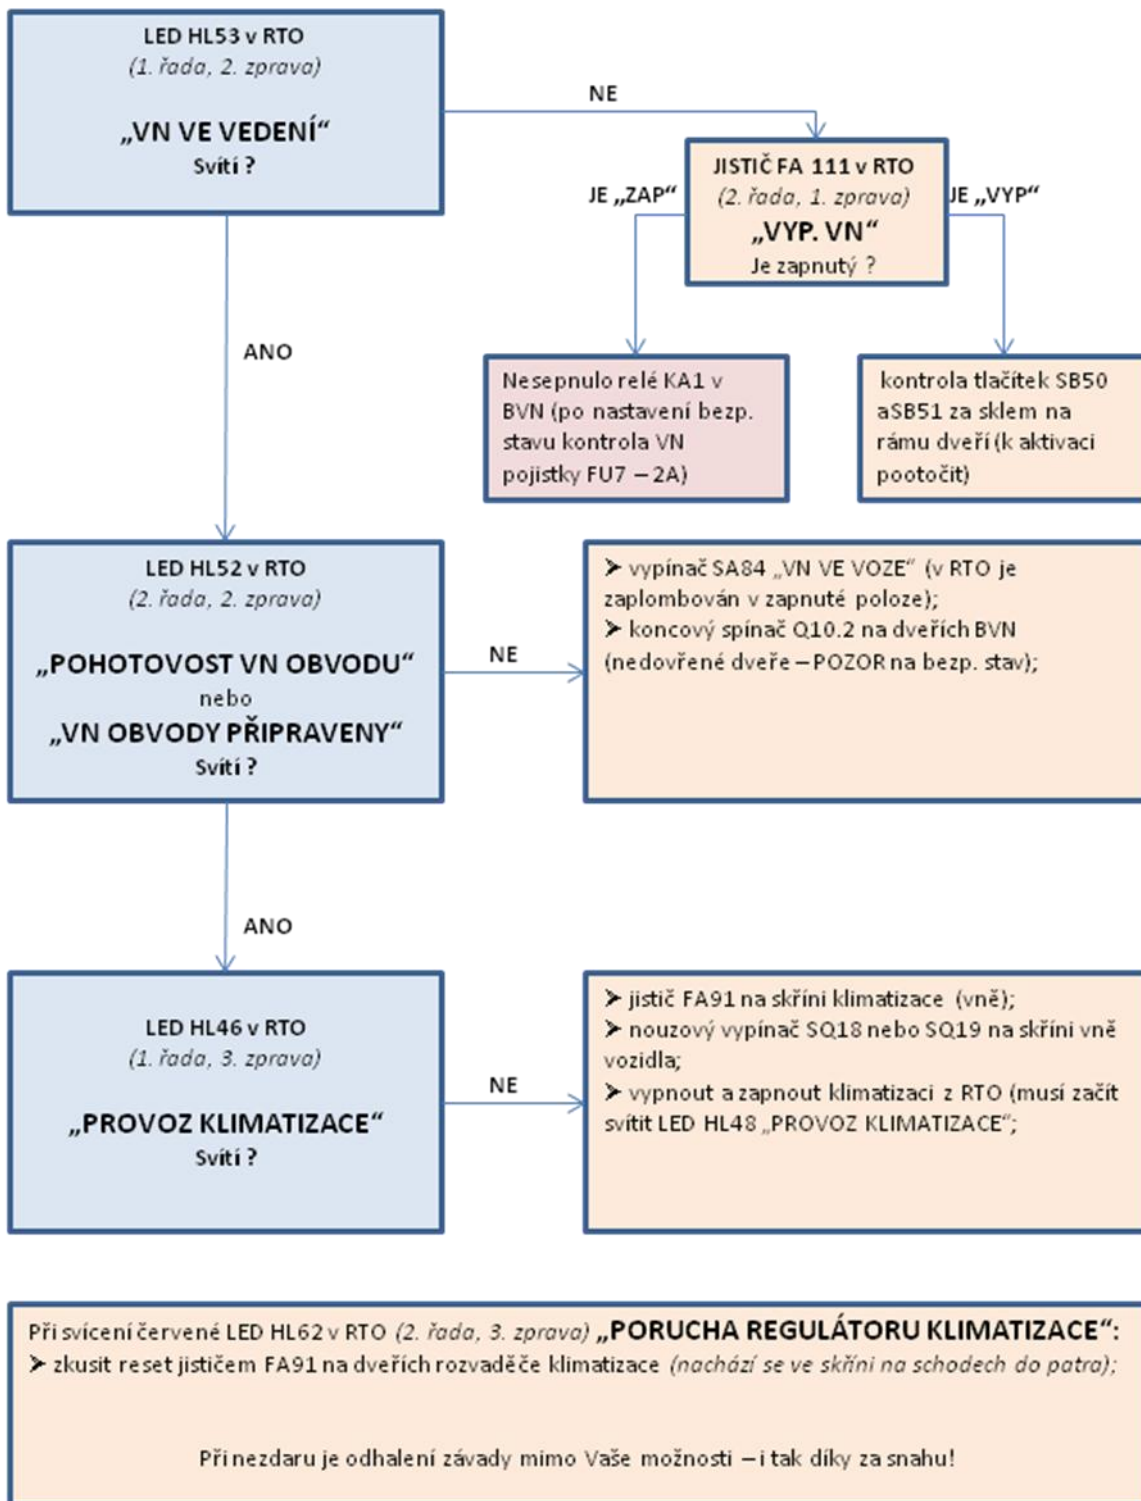 LED HL53 v RTO
(1. řada, 2. zprava)
„VN VE VEDENÍ“
Svítí ?
NE
JISTIČ FA 111 v RTO
(2. řada, 1. zprava)
„VYP. VN“
Je zapnutý ?
JE „ZAP“
JE „VYP“
ANO
Nesepnulo relé KA1 v
BVN (po nastavení bezp.
stavu kontrola VN
pojistky FU7 – 2A)
kontrola tlačítek SB50
aSB51 za sklem na
rámu dveří (k aktivaci
pootočit)
LED HL52 v RTO
(2. řada, 2. zprava)
„POHOTOVOST VN OBVODU“
nebo
„VN OBVODY PŘIPRAVENY“
Svítí ?
NE
➤ vypínač SA84 „VN VE VOZE“ (v RTO je
zaplombován v zapnuté poloze);
➤ koncový spínač Q10.2 na dveřích BVN
(nedovřené dveře – POZOR na bezp. stav);
ANO
LED HL46 v RTO
(1. řada, 3. zprava)
„PROVOZ KLIMATIZACE“
Svítí ?
NE
➤ jistič FA91 na skříni klimatizace (vně);
➤ nouzový vypínač SQ18 nebo SQ19 na skříni vně
vozidla;
➤ vypnout a zapnout klimatizaci z RTO (musí začít
svítit LED HL48 „PROVOZ KLIMATIZACE“;
Při svícení červené LED HL62 v RTO (2. řada, 3. zprava) „PORUCHA REGULÁTORU KLIMATIZACE“:
➤ zkusit reset jističem FA91 na dveřích rozvaděče klimatizace (nachází se ve skříni na schodech do patra);
Při nezdaru je odhalení závady mimo Vaše možnosti – i tak díky za snahu!